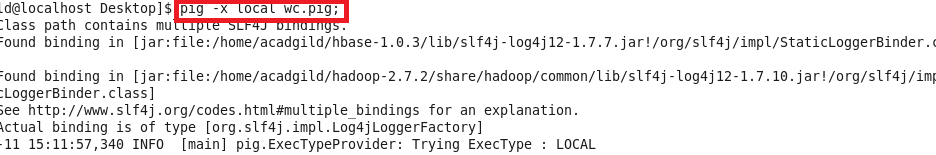 ld@localhost Desktop]$ pig -x local wc.pig;
Class path contains multiple SLF4J bindings.
Found binding in [jar:file:/home/acadgild/hbase-1.0.3/lib/slf4j-log4j12-1.7.7.jar!/org/slf4j/impl/StaticLoggerBinder.c
Found binding in [jar:file:/home/acadgild/hadoop-2.7.2/share/hadoop/common/lib/slf4j-log4j12-1.7.10.jar!/org/slf4j/imp
cLoggerBinder.class]
See http://www.slf4j.org/codes.html#multiple_bindings for an explanation.
Actual binding is of type [org.slf4j.impl.Log4jLoggerFactory]
-11 15:11:57,340 INFO  [main] pig.ExecTypeProvider: Trying ExecType : LOCAL